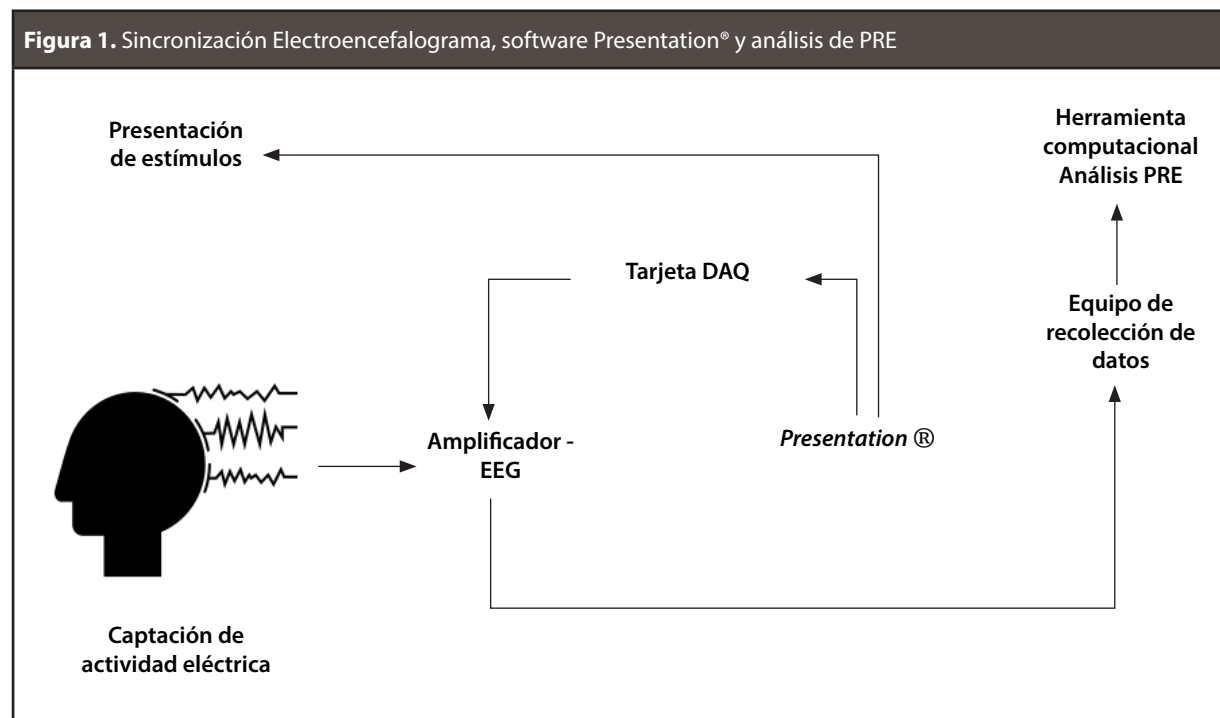 Figura 1. Sincronización Electroencefalograma, software Presentation® y análisis de PRE
Presentación
de estímulos
Herramienta
computacional
Análisis PRE
Tarjeta DAQ
Equipo de
recolección de
datos
Amplificador -
EEG
Presentation ®
Captación de
actividad eléctrica